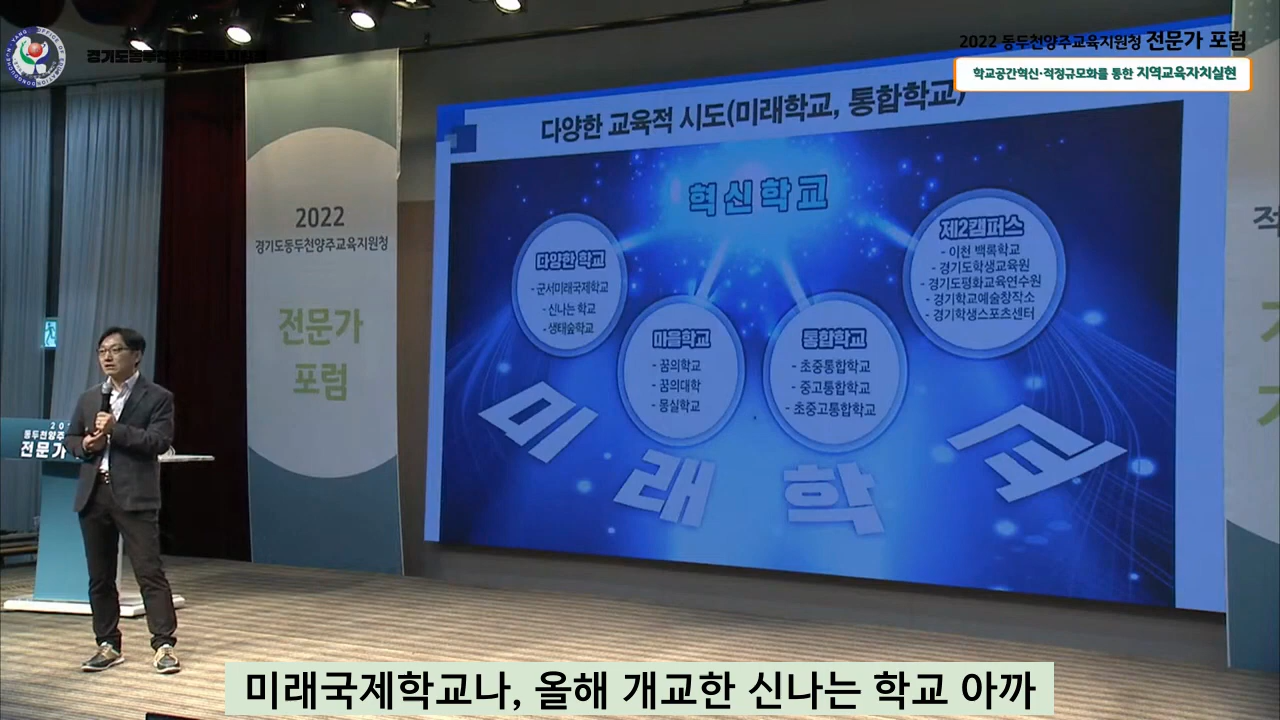 2022 동두천양주교육지원청 전문가 포럼
학교공간혁신·적정규모화를 통한 지역교육자치실현
다양한 교육적 시도(미래학교, 통합학교)
혁신학교
다양한 학교
- 군서미래국제학교
- 신나는 학교
- 생태숲학교
마을학교
- 꿈의학교
- 꿈의대학
- 몽실학교
통합학교
- 초중통합학교
- 중고통합학교
- 초중고통합학교
제2캠퍼스
- 이천 백록학교
- 경기도학생교육원
- 경기도평화교육연수원
- 경기학교예술창작소
- 경기학생스포츠센터
미래학교
2022
경기도동두천양주교육지원청
전문가
포럼
동두천양주
전문가
미래국제학교나, 올해 개교한 신나는 학교 아까